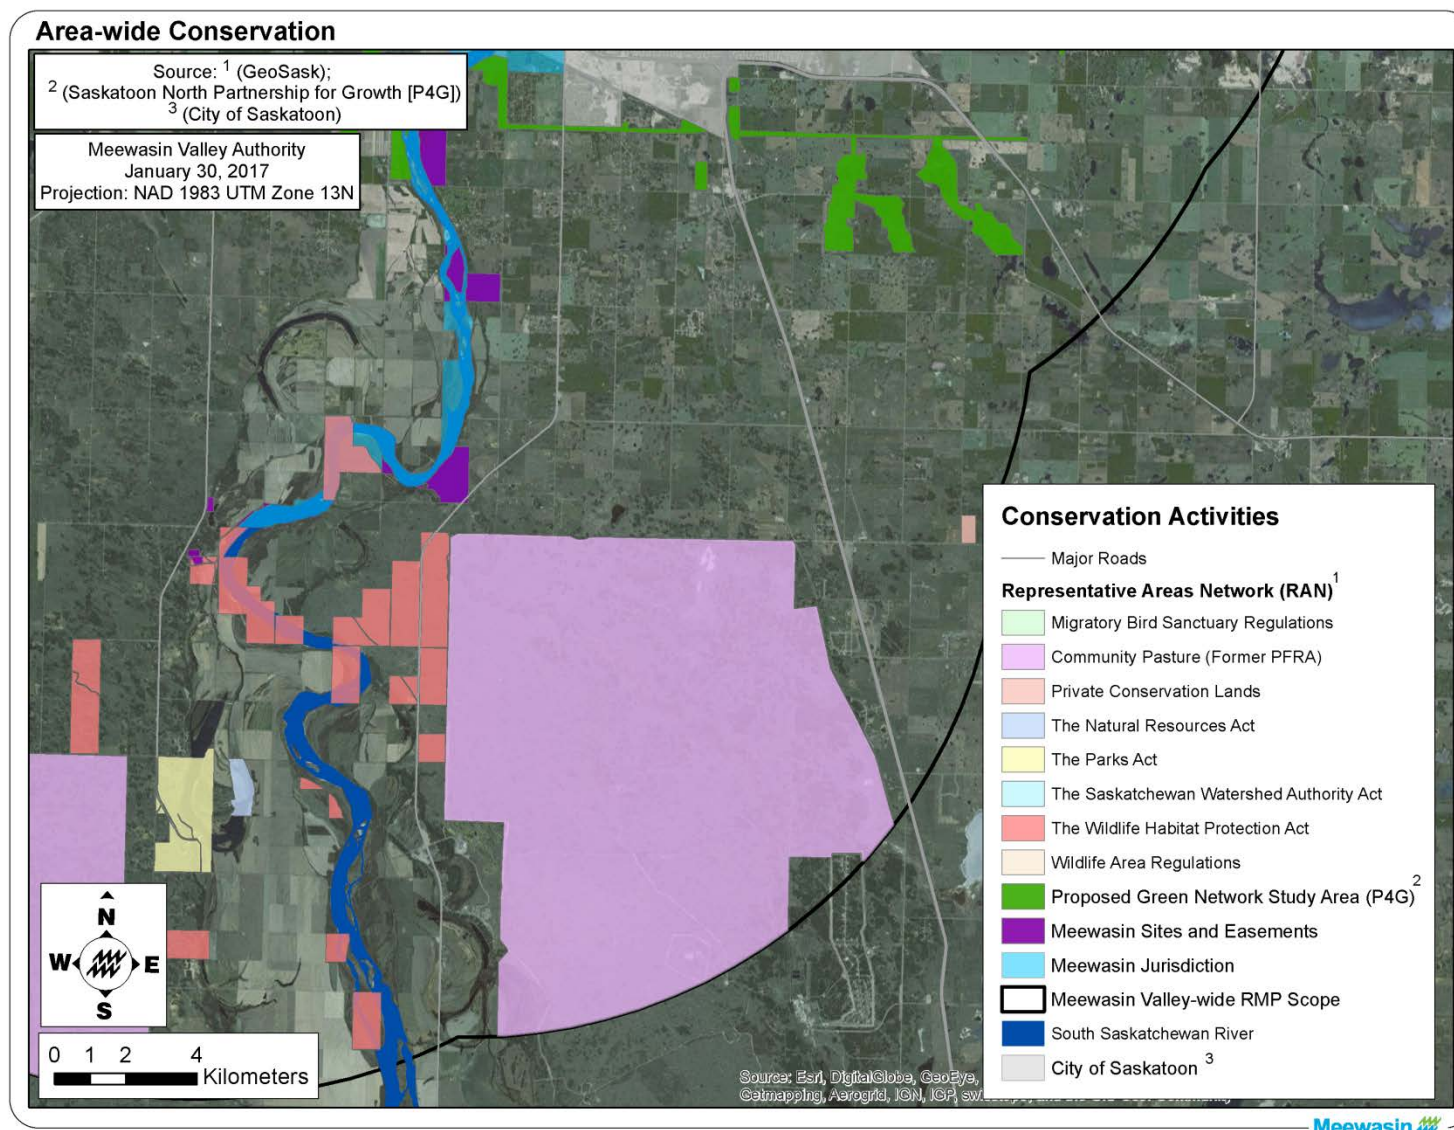 Area-wide Conservation
Source: 1 (GeoSask);
2 (Saskatoon North Partnership for Growth [P4G])
3 (City of Saskatoon)
Meewasin Valley Authority
January 30, 2017
Projection: NAD 1983 UTM Zone 13N
Conservation Activities
Major Roads
Representative Areas Network (RAN) 1
Migratory Bird Sanctuary Regulations
Community Pasture (Former PFRA)
Private Conservation Lands
The Natural Resources Act
The Parks Act
The Saskatchewan Watershed Authority Act
The Wildlife Habitat Protection Act
Wildlife Area Regulations
Proposed Green Network Study Area (P4G) 2
Meewasin Sites and Easements
Meewasin Jurisdiction
Meewasin Valley-wide RMP Scope
South Saskatchewan River
City of Saskatoon 3
N
W E
S
0 1 2 4
Kilometers
Source: Esri, DigitalGlobe, GeoEye,
Getmapping, Aerogrid, IGN, IGP,
Meewasin